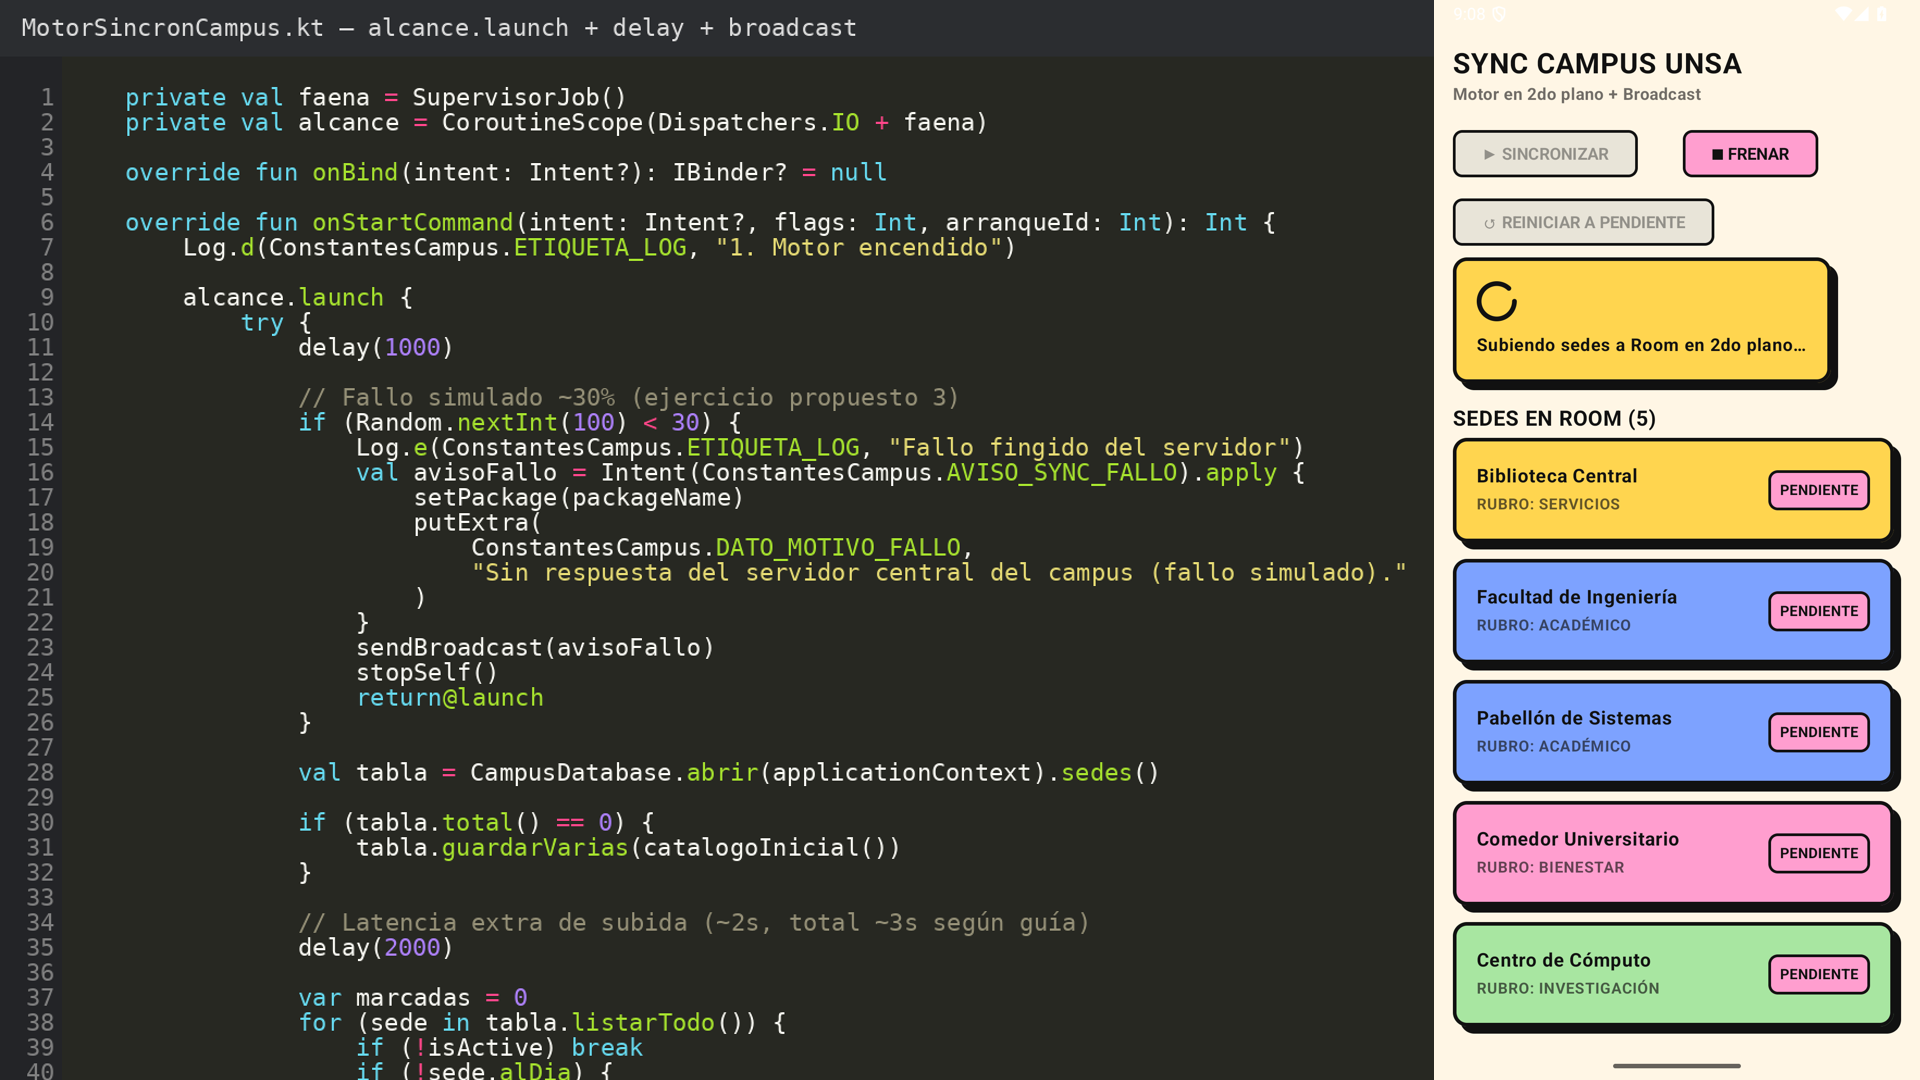 MotorSincronCampus.kt — alcance.launch + delay + broadcast
1 private val faena = SupervisorJob()
2 private val alcance = CoroutineScope(Dispatchers.IO + faena)
3
4 override fun onBind(intent: Intent?): IBinder? = null
5
6 override fun onStartCommand(intent: Intent?, flags: Int, arranqueId: Int): Int {
7 Log.d(ConstantesCampus.ETIQUETA_LOG, "1. Motor encendido")
8
9 alcance.launch {
10 try {
11 delay(1000)
12
13 // Fallo simulado ~30% (ejercicio propuesto 3)
14 if (Random.nextInt(100) < 30) {
15 Log.e(ConstantesCampus.ETIQUETA_LOG, "Fallo fingido del servidor")
16 val avisoFallo = Intent(ConstantesCampus.AVISO_SYNC_FALLO).apply {
17 setPackage(packageName)
18 putExtra(
19 ConstantesCampus.DATO_MOTIVO_FALLO,
20 "Sin respuesta del servidor central del campus (fallo simulado)."
21 )
22 }
23 sendBroadcast(avisoFallo)
24 stopSelf()
25 return@launch
26 }
27
28 val tabla = CampusDatabase.abrir(applicationContext).sedes()
29
30 if (tabla.total() == 0) {
31 tabla.guardarVarias(catalogoInicial())
32 }
33
34 // Latencia extra de subida (~2s, total ~3s según guía)
35 delay(2000)
36
37 var marcadas = 0
38 for (sede in tabla.listarTodo()) {
39 if (!isActive) break
40 if (!sede.alDia) {
9:08
SYNC CAMPUS UNSA
Motor en 2do plano + Broadcast
▶ SINCRONIZAR
■ FRENAR
↺ REINICIAR A PENDIENTE
Subiendo sedes a Room en 2do plano…
SEDES EN ROOM (5)
Biblioteca Central
RUBRO: SERVICIOS
PENDIENTE
Facultad de Ingeniería
RUBRO: ACADÉMICO
PENDIENTE
Pabellón de Sistemas
RUBRO: ACADÉMICO
PENDIENTE
Comedor Universitario
RUBRO: BIENESTAR
PENDIENTE
Centro de Cómputo
RUBRO: INVESTIGACIÓN
PENDIENTE